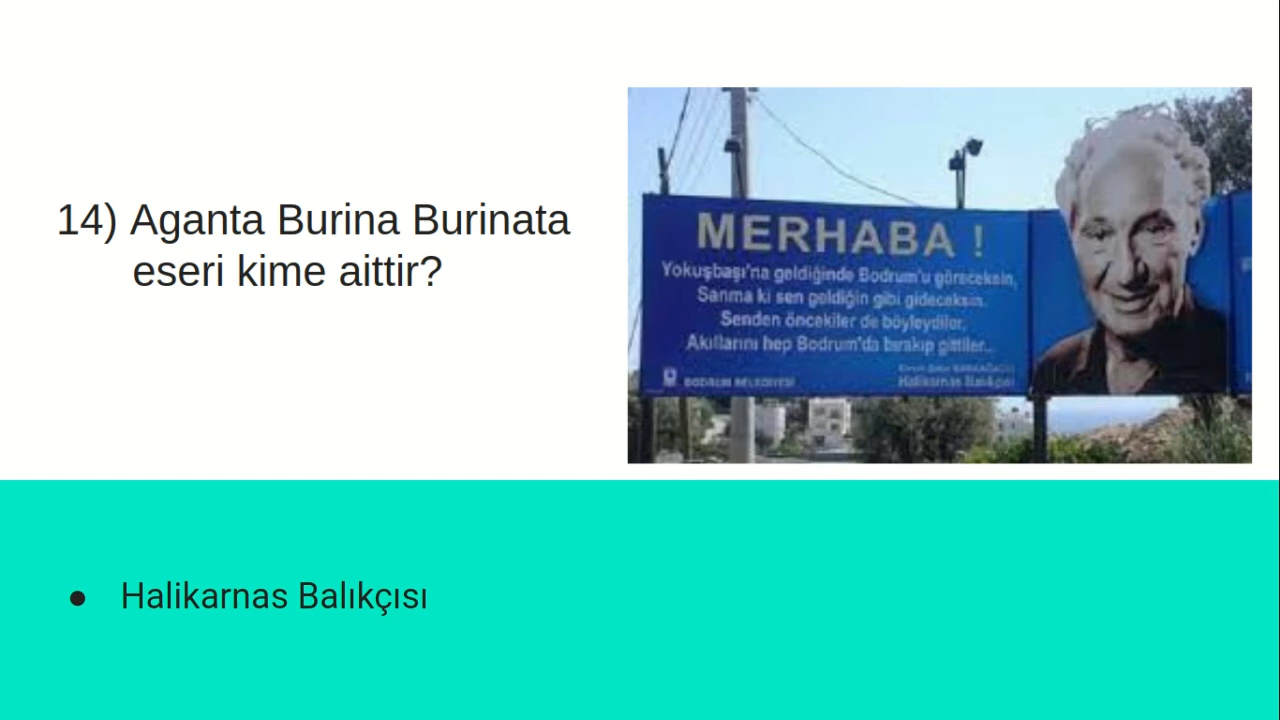 14) Aganta Burina Burinata
eseri kime aittir?
MERHABA !
Yokuşbaşı'na geldiğinde Bodrum'u göreceksin,
Sanma ki sen geldiğin gibi gideceksin.
Senden öncekiler de böyleydiler,
Akıllarını hep Bodrum'da bırakıp gittiler...
BODRUM BELEDİYESİ
Halikarnas Balıkçısı
● Halikarnas Balıkçısı